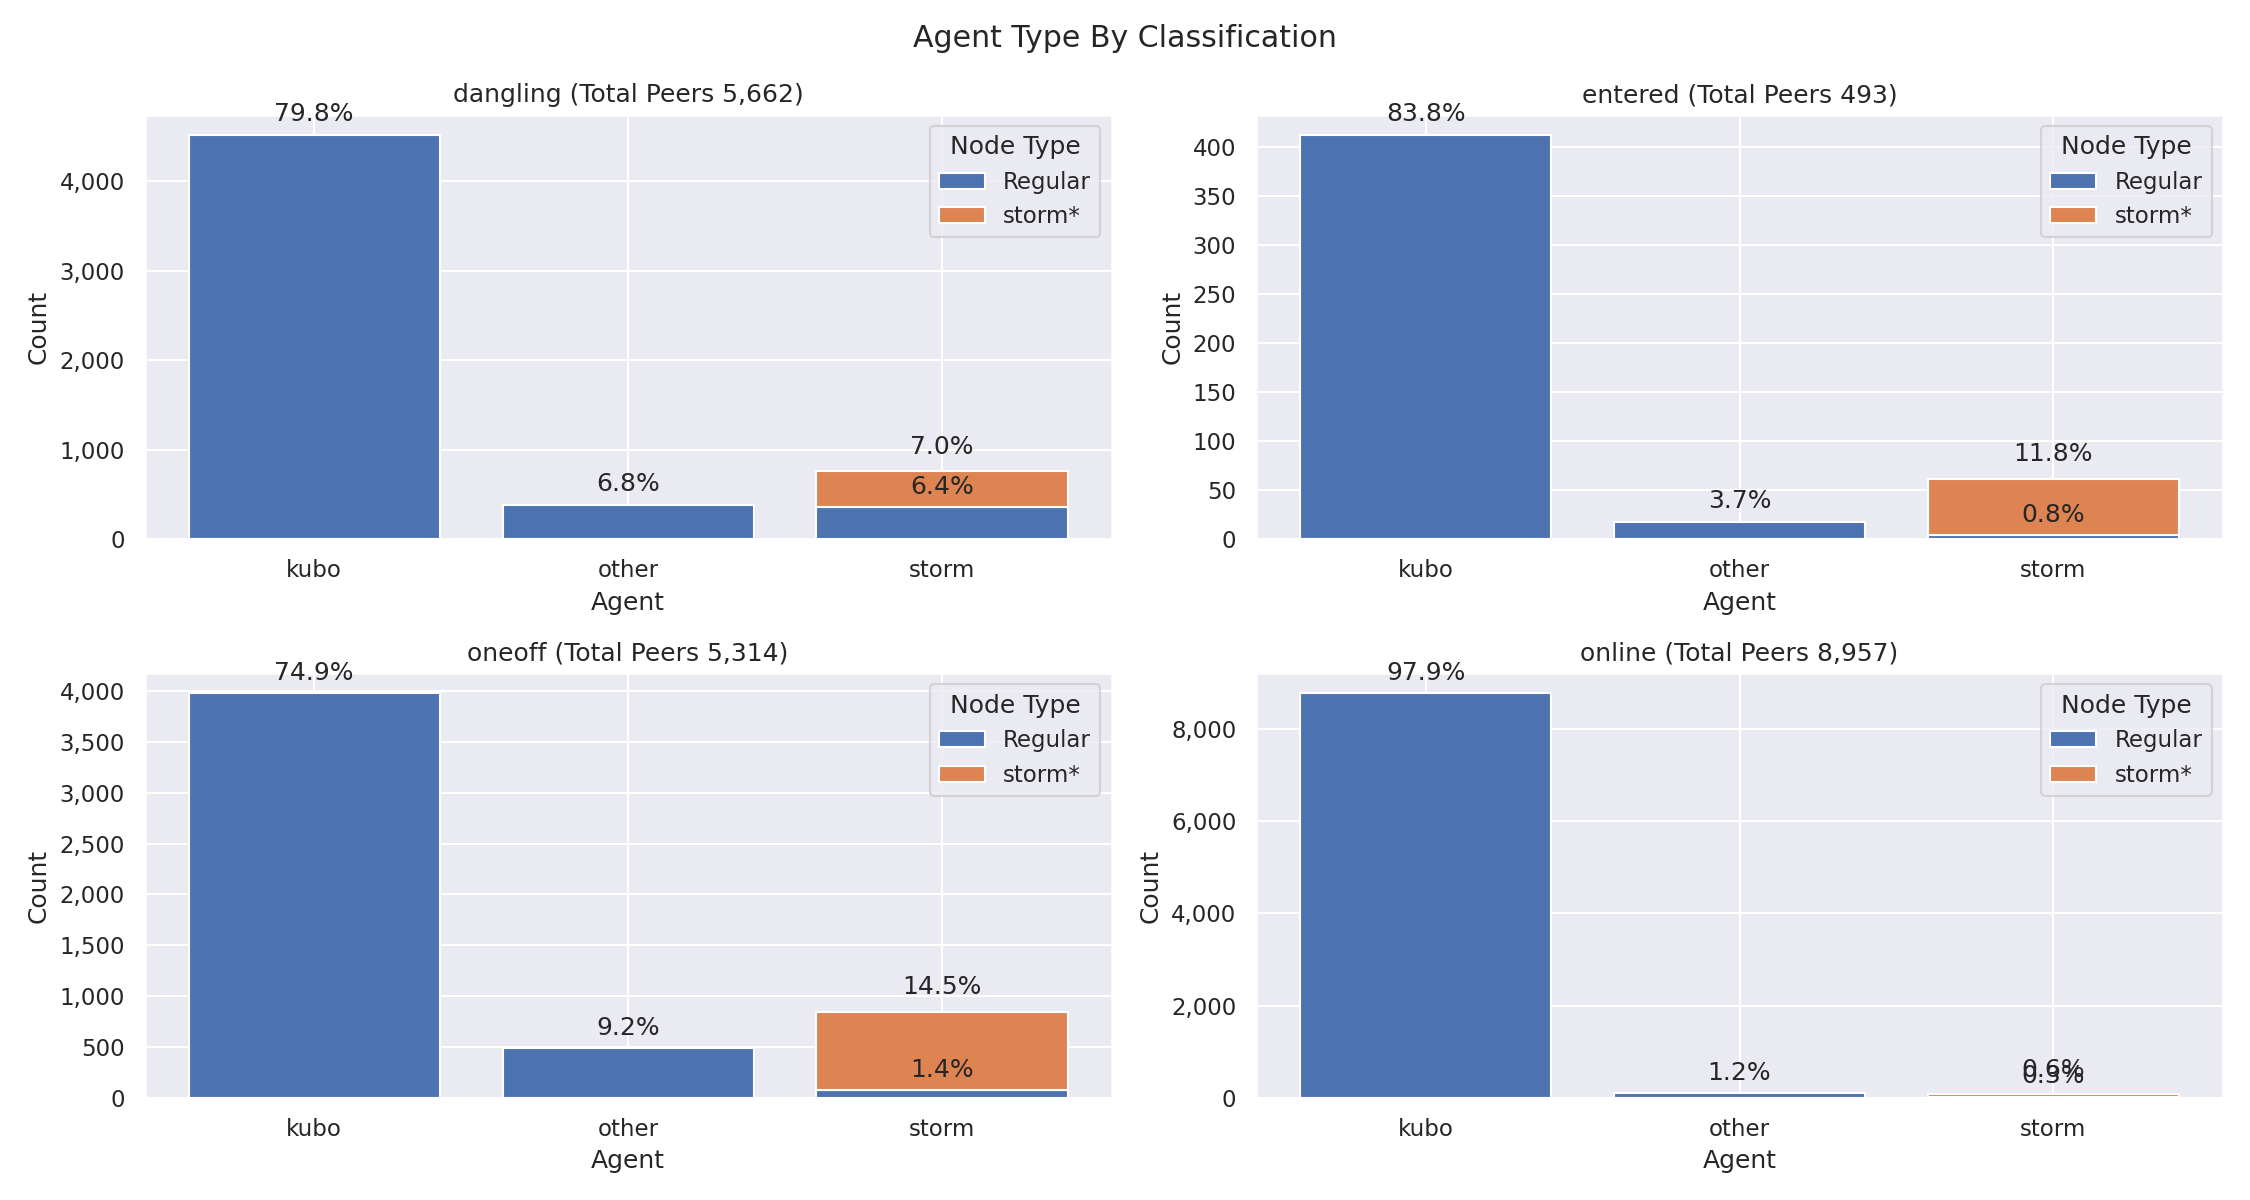 Agent Type By Classification
dangling (Total Peers 5,662)
79.8%
6.8%
7.0%
6.4%
Node Type
Regular
storm*
4,000
3,000
2,000
1,000
0
Count
kubo
other
storm
Agent
entered (Total Peers 493)
83.8%
3.7%
11.8%
0.8%
Node Type
Regular
storm*
400
350
300
250
200
150
100
50
0
Count
kubo
other
storm
Agent
oneoff (Total Peers 5,314)
74.9%
9.2%
14.5%
1.4%
Node Type
Regular
storm*
4,000
3,500
3,000
2,500
2,000
1,500
1,000
500
0
Count
kubo
other
storm
Agent
online (Total Peers 8,957)
97.9%
1.2%
0.6%
Node Type
Regular
storm*
8,000
6,000
4,000
2,000
0
Count
kubo
other
storm
Agent